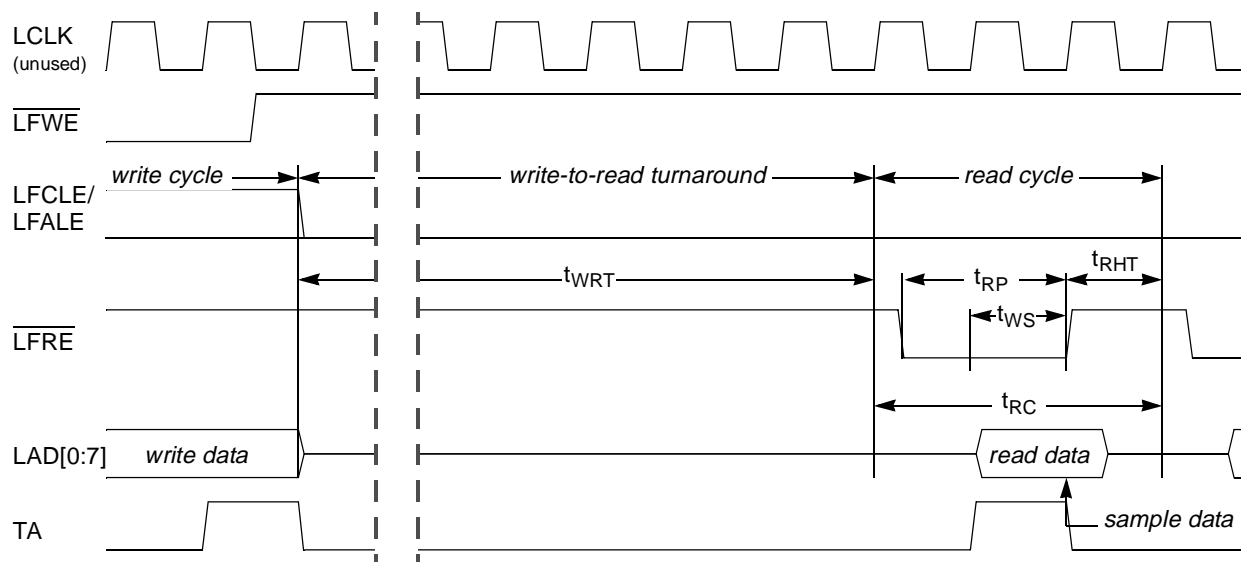 LCLK
(unused)
LFWE
write cycle
write-to-read turnaround
read cycle
LFCLE/
LFALE
tWRT
tRP
tRHT
tWS
LFRE
tRC
LAD[0:7]
write data
read data
TA
sample data